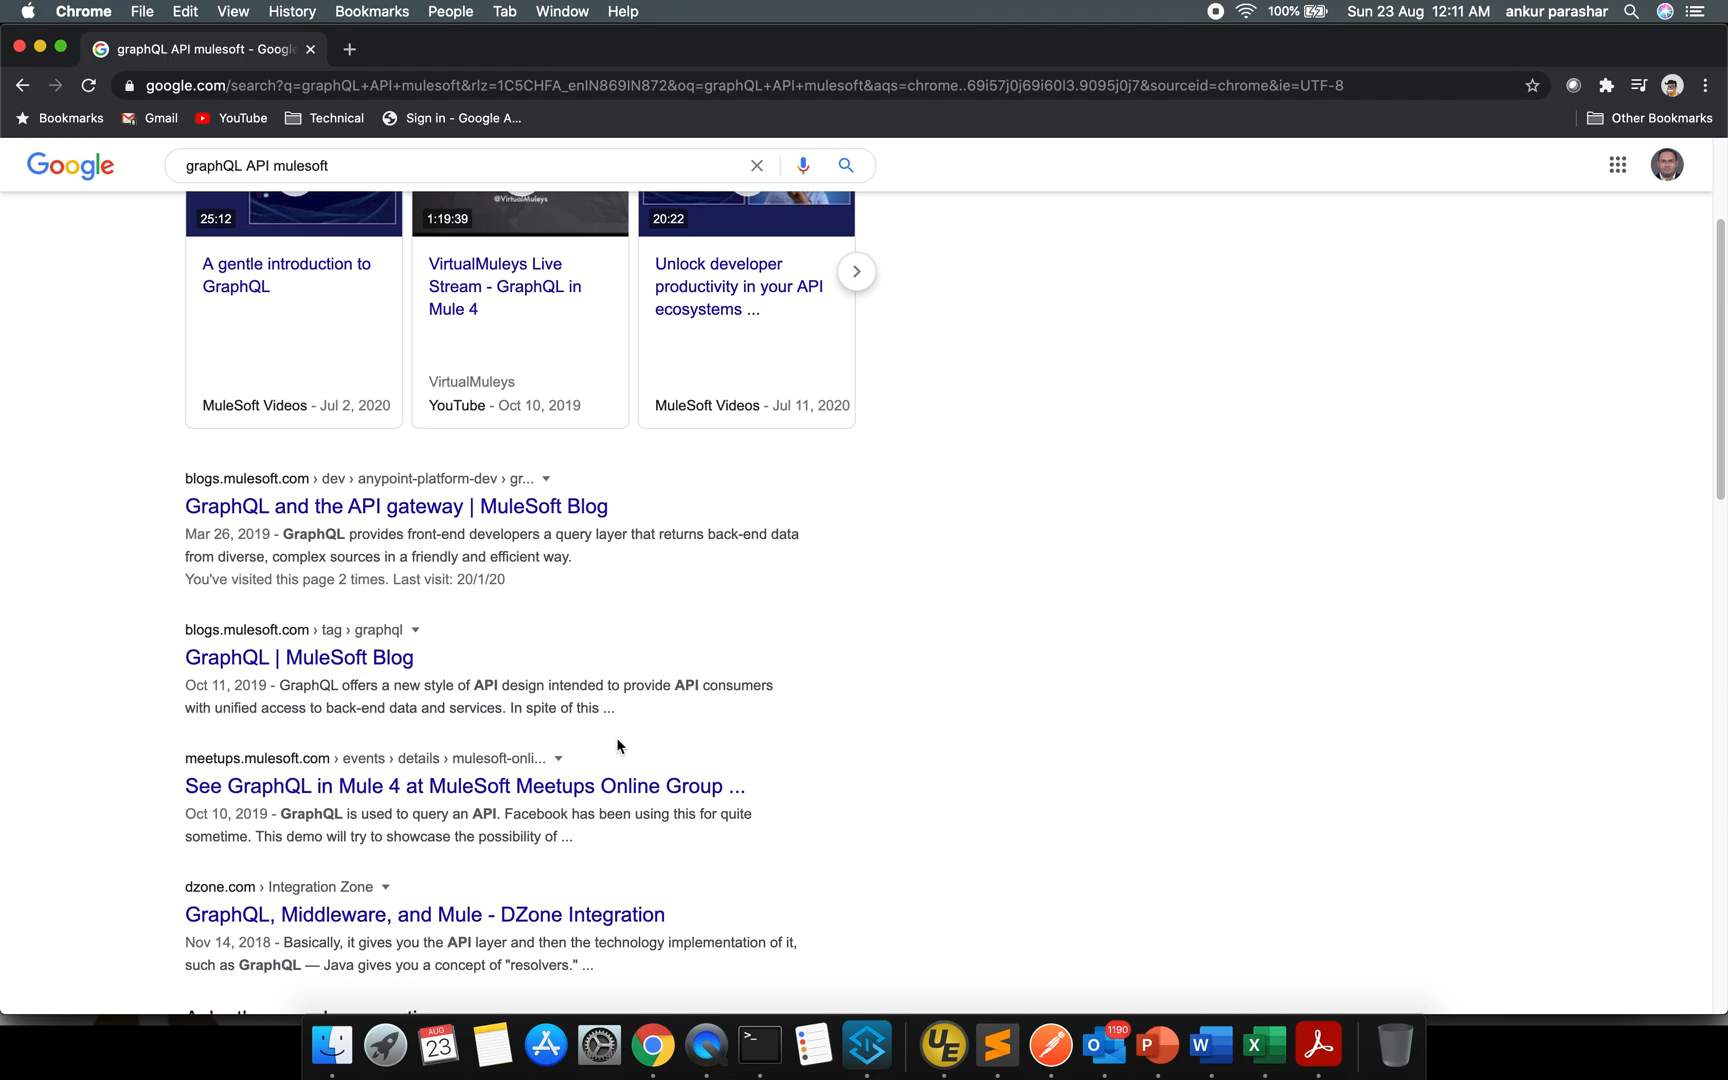 Chrome File Edit View History Bookmarks People Tab Window Help 100% Sun 23 Aug 12:11 AM ankur parashar
graphQL API mulesoft - Google
google.com/search?q=graphQL+API+mulesoft&rlz=1C5CHFA_enIN869IN872&oq=graphQL+API+mulesoft&aqs=chrome..69i57j0j69i60l3.9095j0j7&sourceid=chrome&ie=UTF-8
Bookmarks Gmail YouTube Technical Sign in - Google A... Other Bookmarks
Google graphQL API mulesoft
@VirtualMuleys
25:12 1:19:39 20:22
A gentle introduction to
GraphQL
VirtualMuleys Live
Stream - GraphQL in
Mule 4
Unlock developer
productivity in your API
ecosystems ...
VirtualMuleys
MuleSoft Videos - Jul 2, 2020 YouTube - Oct 10, 2019 MuleSoft Videos - Jul 11, 2020
blogs.mulesoft.com › dev › anypoint-platform-dev › gr...
GraphQL and the API gateway | MuleSoft Blog
Mar 26, 2019 - GraphQL provides front-end developers a query layer that returns back-end data
from diverse, complex sources in a friendly and efficient way.
You've visited this page 2 times. Last visit: 20/1/20
blogs.mulesoft.com › tag › graphql
GraphQL | MuleSoft Blog
Oct 11, 2019 - GraphQL offers a new style of API design intended to provide API consumers
with unified access to back-end data and services. In spite of this ...
meetups.mulesoft.com › events › details › mulesoft-onli...
See GraphQL in Mule 4 at MuleSoft Meetups Online Group ...
Oct 10, 2019 - GraphQL is used to query an API. Facebook has been using this for quite
sometime. This demo will try to showcase the possibility of ...
dzone.com › Integration Zone
GraphQL, Middleware, and Mule - DZone Integration
Nov 14, 2018 - Basically, it gives you the API layer and then the technology implementation of it,
such as GraphQL — Java gives you a concept of "resolvers." ...
AUG
23
>_
UE
1190
O
P
W
X